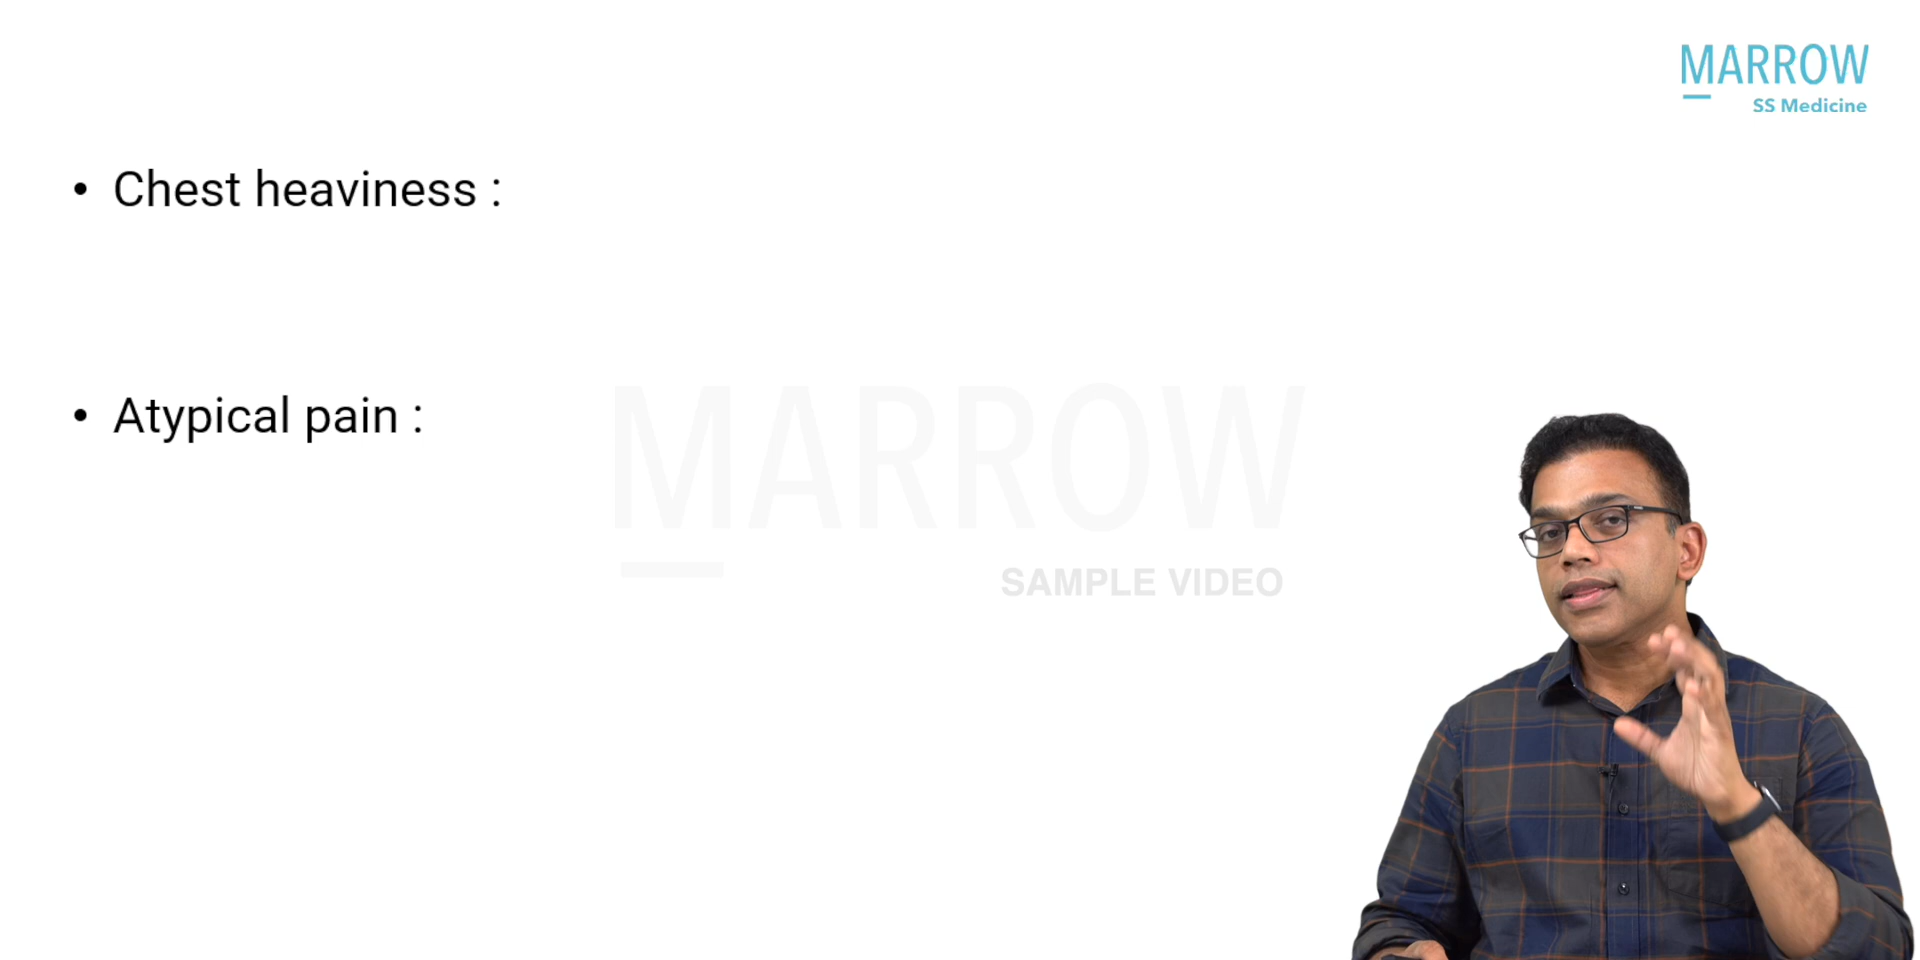 MARROW
SS Medicine
• Chest heaviness :
• Atypical pain :
MARROW
SAMPLE VIDEO